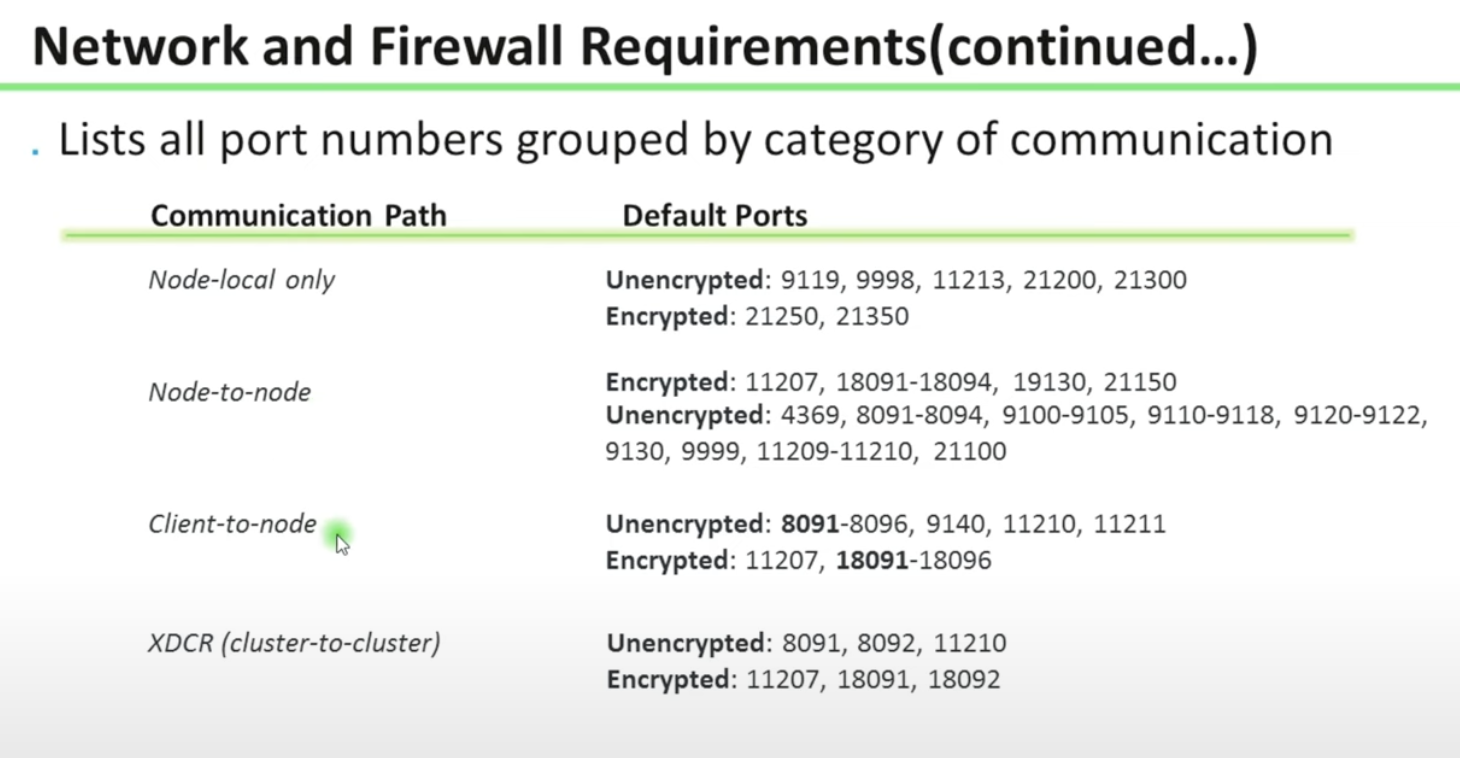 Network and Firewall Requirements(continued...)
. Lists all port numbers grouped by category of communication
Communication Path Default Ports
Node-local only Unencrypted: 9119, 9998, 11213, 21200, 21300
Encrypted: 21250, 21350
Node-to-node Encrypted: 11207, 18091-18094, 19130, 21150
Unencrypted: 4369, 8091-8094, 9100-9105, 9110-9118, 9120-9122,
9130, 9999, 11209-11210, 21100
Client-to-node Unencrypted: 8091-8096, 9140, 11210, 11211
Encrypted: 11207, 18091-18096
XDCR (cluster-to-cluster) Unencrypted: 8091, 8092, 11210
Encrypted: 11207, 18091, 18092